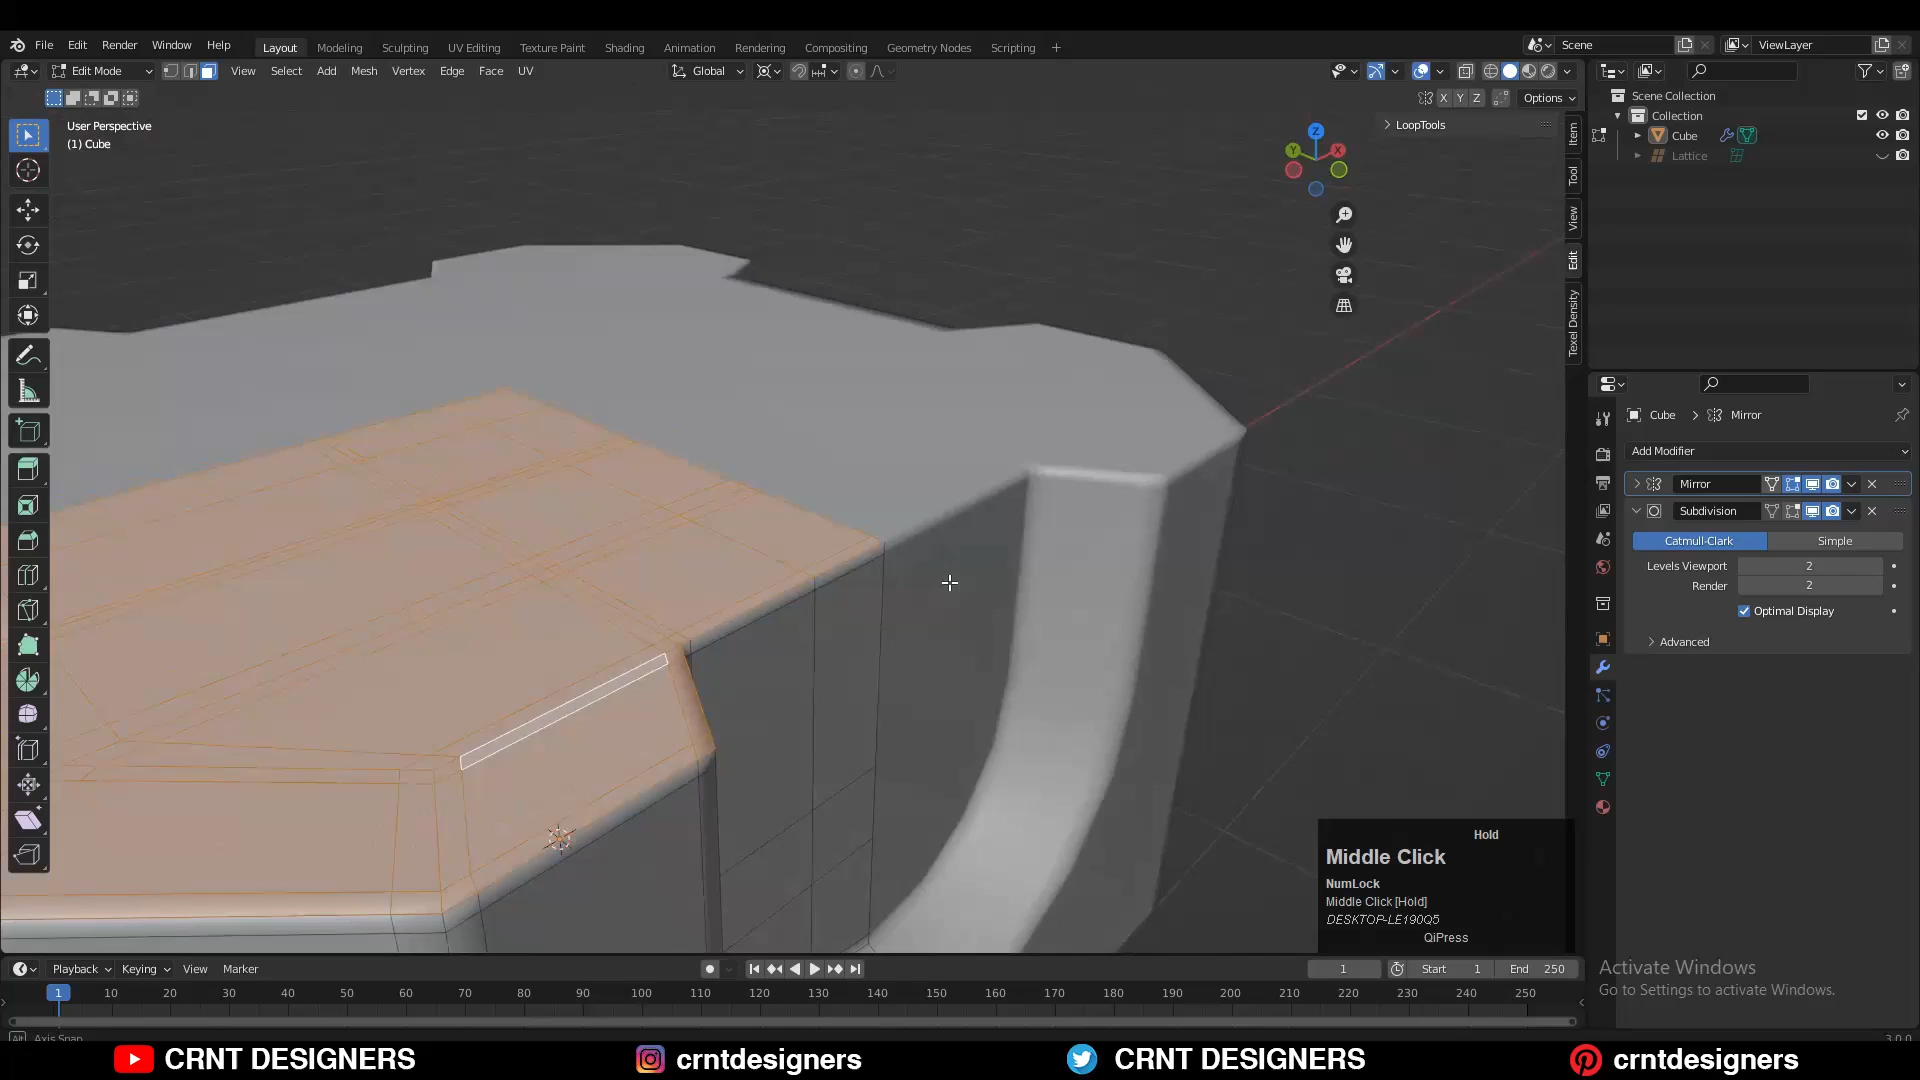 File Edit Render Window Help Layout Modeling Sculpting UV Editing Texture Paint Shading Animation Rendering Compositing Geometry Nodes Scripting + Scene ViewLayer
Edit Mode View Select Add Mesh Vertex Edge Face UV Global
X Y Z Options
User Perspective
(1) Cube
LoopTools
Z
Y X
Item
Tool
View
Edit
Texel Density
Scene Collection
Collection
Cube
Lattice
Cube > Mirror
Add Modifier
Mirror
Subdivision
Catmull-Clark Simple
Levels Viewport 2
Render 2
Optimal Display
Advanced
Hold
Middle Click
NumLock
Middle Click [Hold]
DESKTOP-LE190Q5
QiPress
Activate Windows
Go to Settings to activate Windows.
Playback Keying View Marker 1 Start 1 End 250
1 10 20 30 40 50 60 70 80 90 100 110 120 130 140 150 160 170 180 190 200 210 220 230 240 250
Alt Axis Snap 3.0.0
CRNT DESIGNERS crntdesigners CRNT DESIGNERS crntdesigners